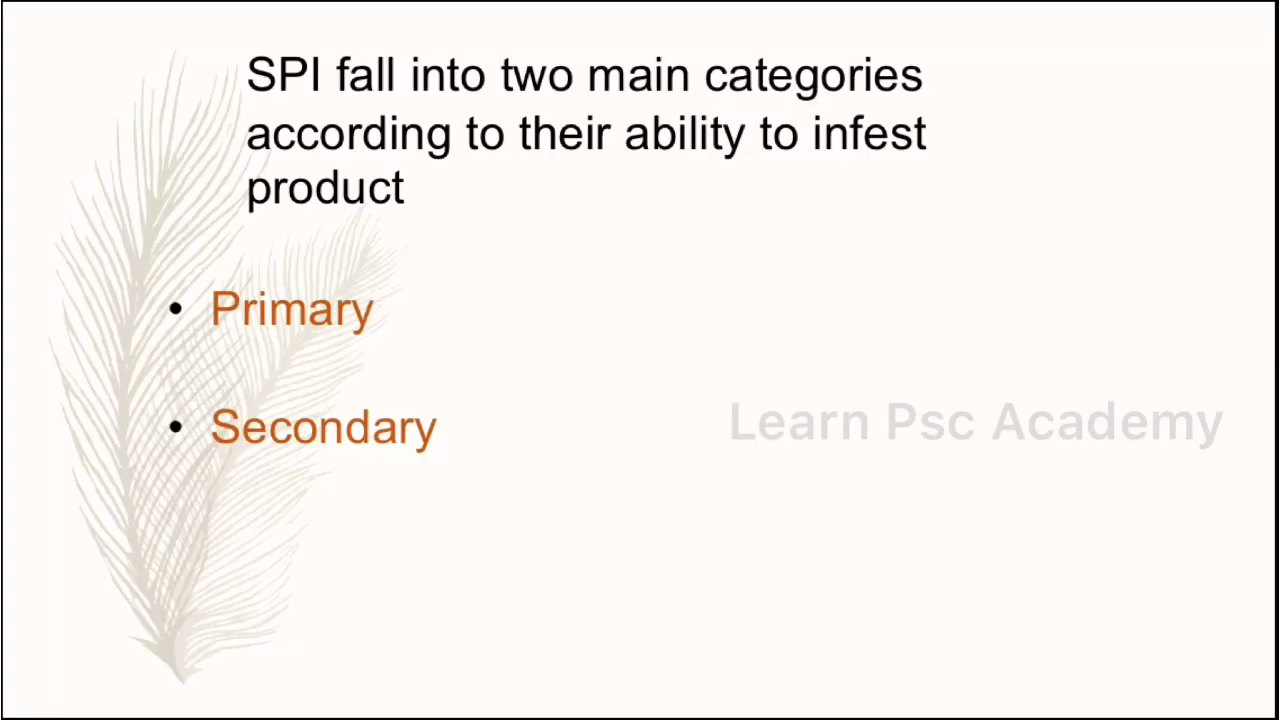 SPI fall into two main categories
according to their ability to infest
product
• Primary
• Secondary
Learn Psc Academy